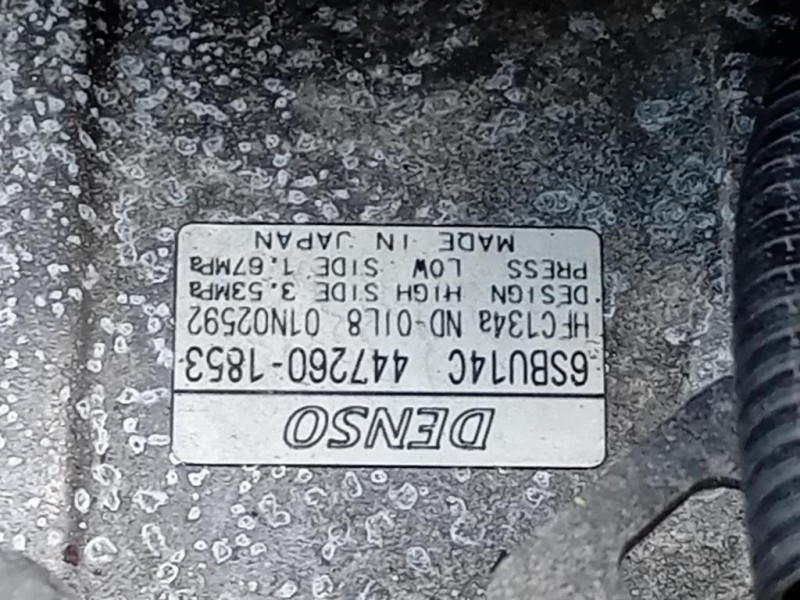 DENSO
6SBU14C 447260-1853
HFC134a ND-OIL8 01N02592
DESIGN HIGH SIDE 3.53MPa
PRESS LOW SIDE 1.67MPa
MADE IN JAPAN